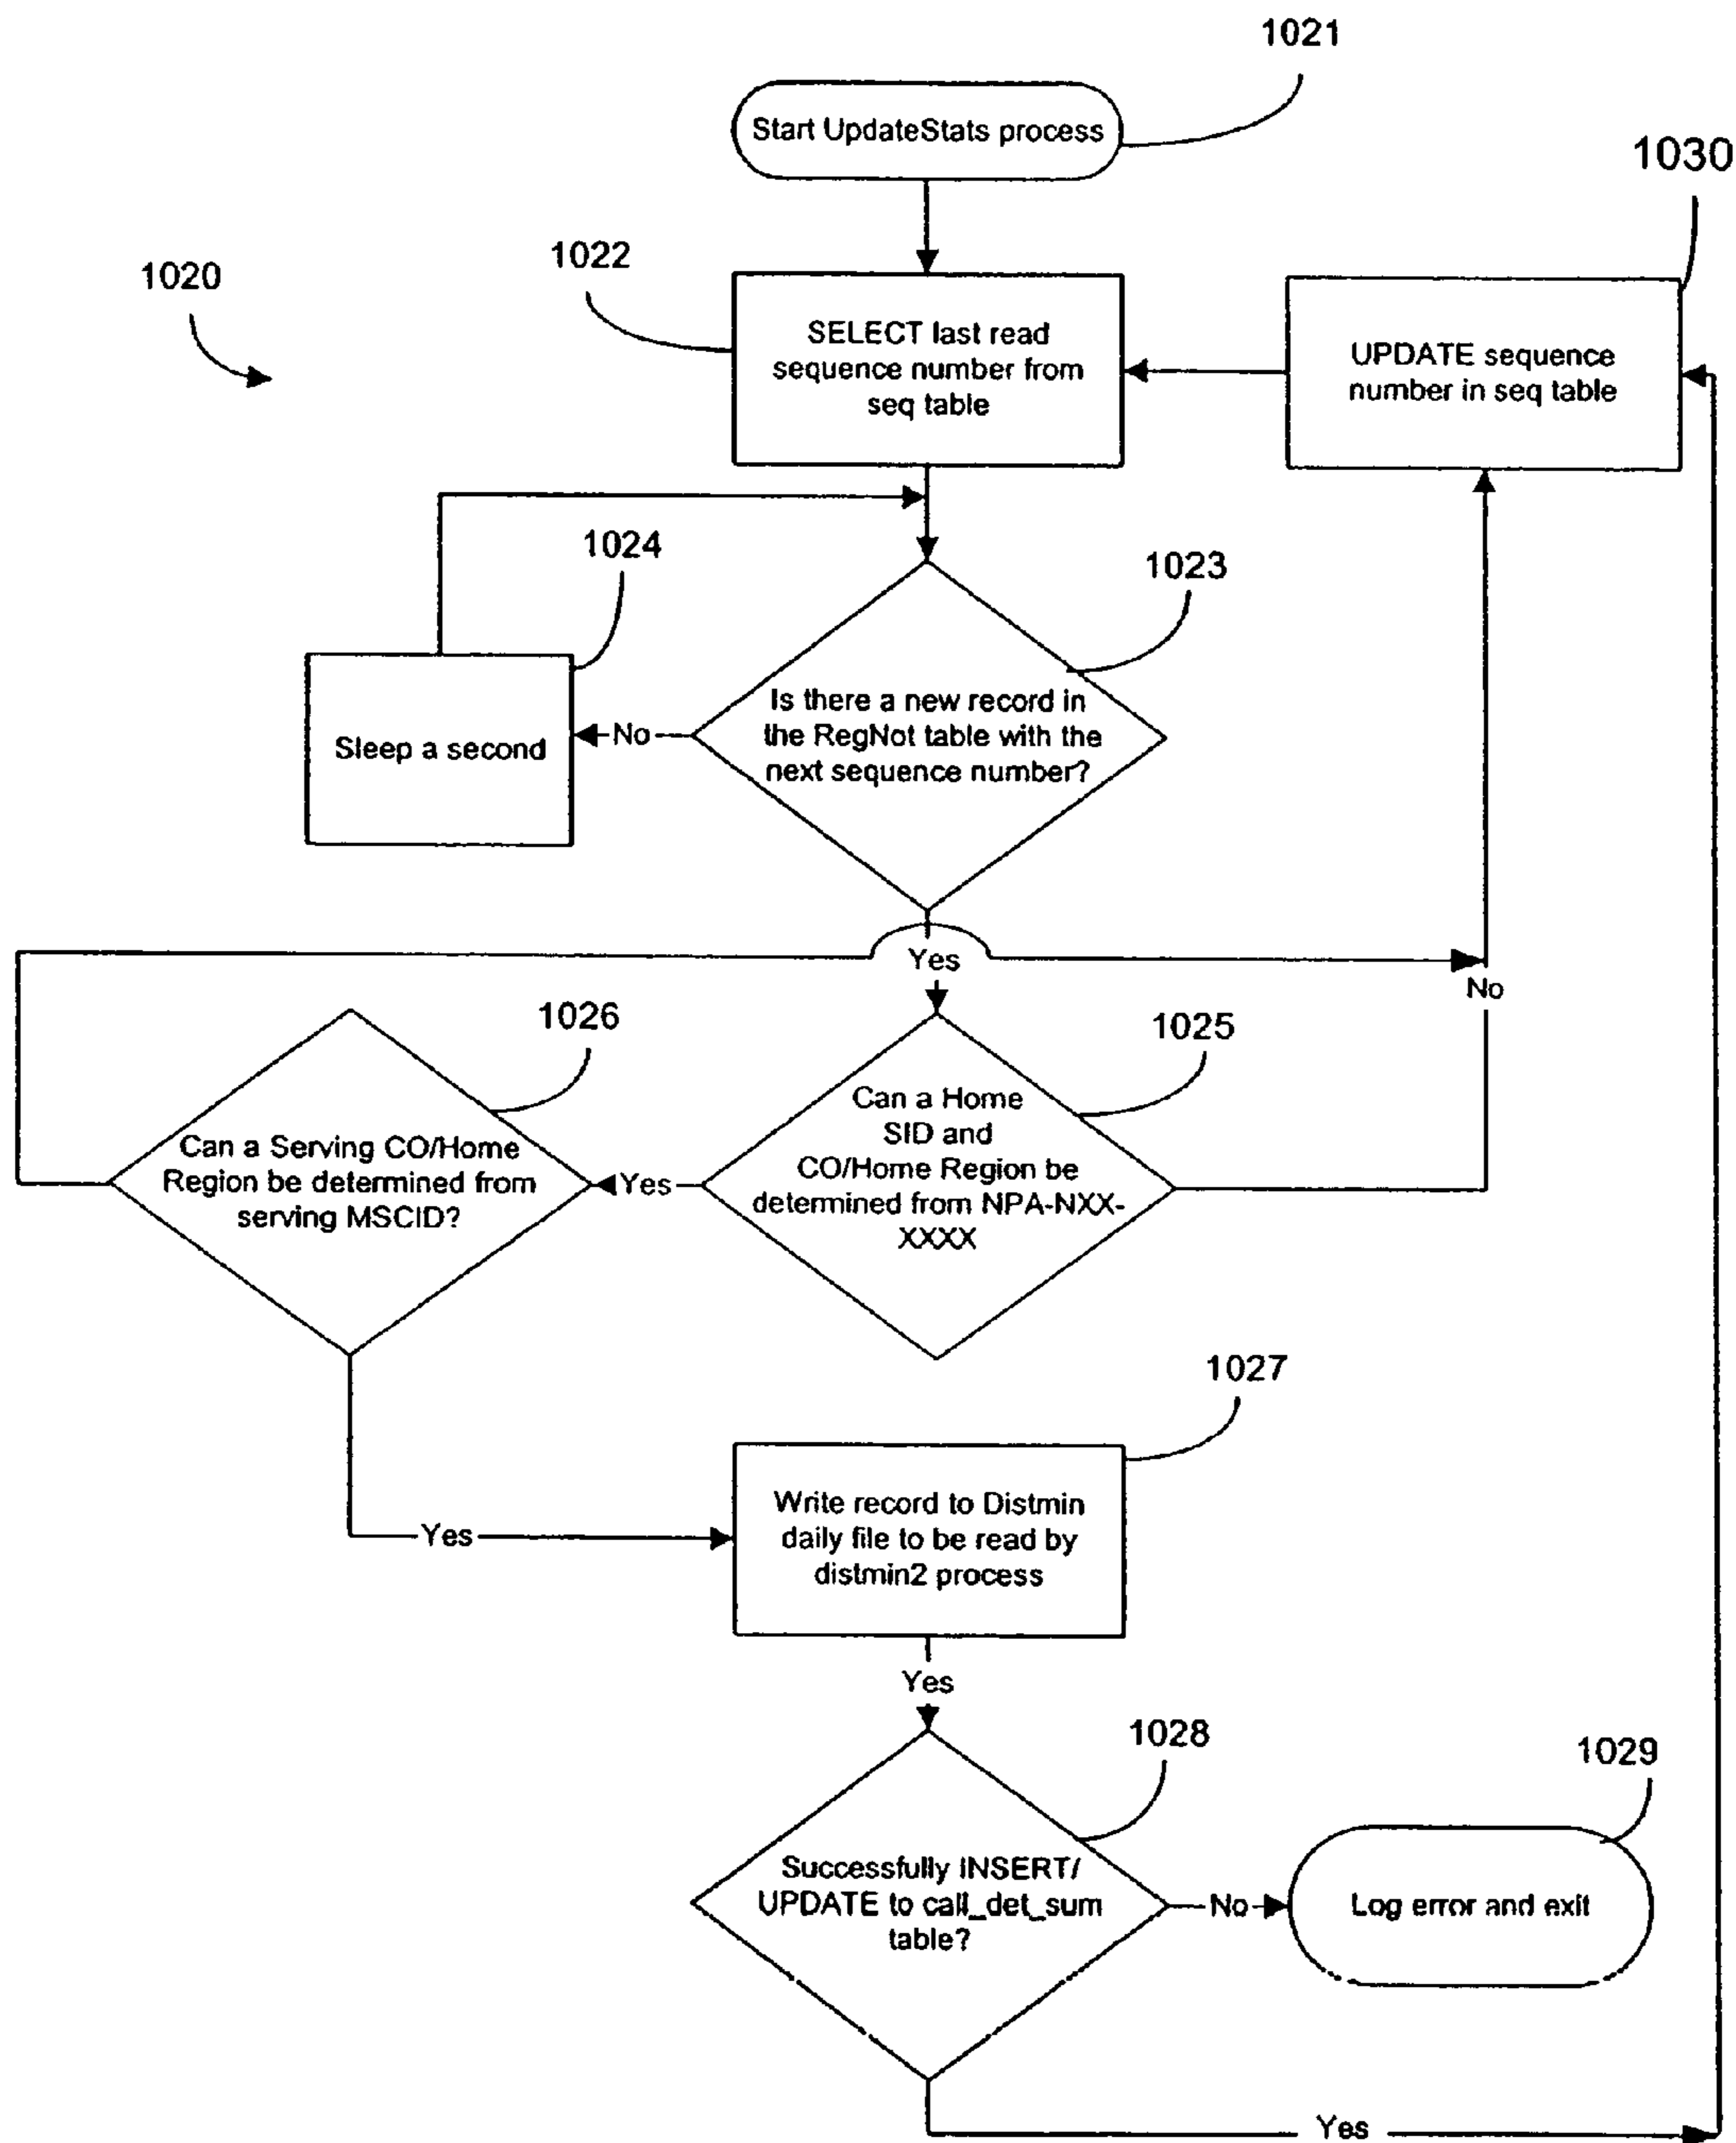 1021
Start UpdateStats process
1030
1022
1020
SELECT last read
sequence number from
seq table
UPDATE sequence
number in seq table
1024
1023
Is there a new record in
the RegNot table with the
next sequence number?
No
Sleep a second
Yes
No
1026
1025
Can a Home
SID and
CO/Home Region be
determined from NPA-NXX-
XXXX
Yes
Can a Serving CO/Home
Region be determined from
serving MSCID?
1027
Write record to Distmin
daily file to be read by
distmin2 process
Yes
Yes
1028
1029
Successfully INSERT/
UPDATE to call_det_sum
table?
No
Log error and exit
Yes